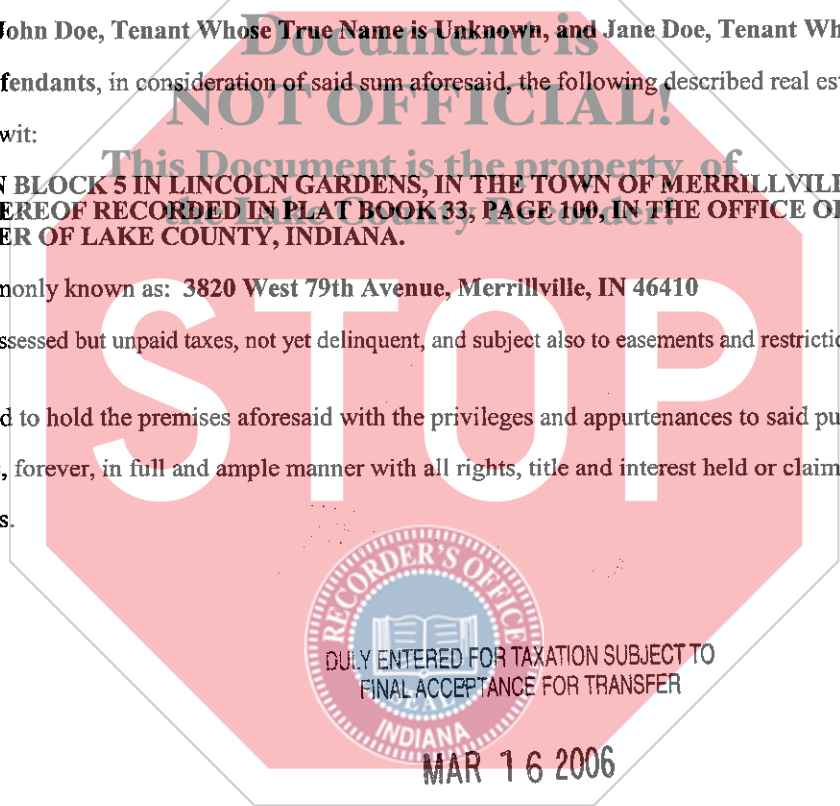 John Doe, Tenant Whose True Name is Unknown, and Jane Doe, Tenant Wh
Document is
fendants, in consideration of said sum aforesaid, the following described real es
NOT OFFICIAL!
wit:
This Document is the property of
N BLOCK 5 IN LINCOLN GARDENS, IN THE TOWN OF MERRILLVILL
EREOF RECORDED IN PLAT BOOK 33, PAGE 100, IN THE OFFICE OF
the Lake County Recorder!
ER OF LAKE COUNTY, INDIANA.
monly known as: 3820 West 79th Avenue, Merrillville, IN 46410
ssessed but unpaid taxes, not yet delinquent, and subject also to easements and restrictio
STOP
d to hold the premises aforesaid with the privileges and appurtenances to said pu
, forever, in full and ample manner with all rights, title and interest held or claim
s.
RECORDER'S OFFICE
DULY ENTERED FOR TAXATION SUBJECT TO
FINAL ACCEPTANCE FOR TRANSFER
SEAL
INDIANA
MAR 16 2006